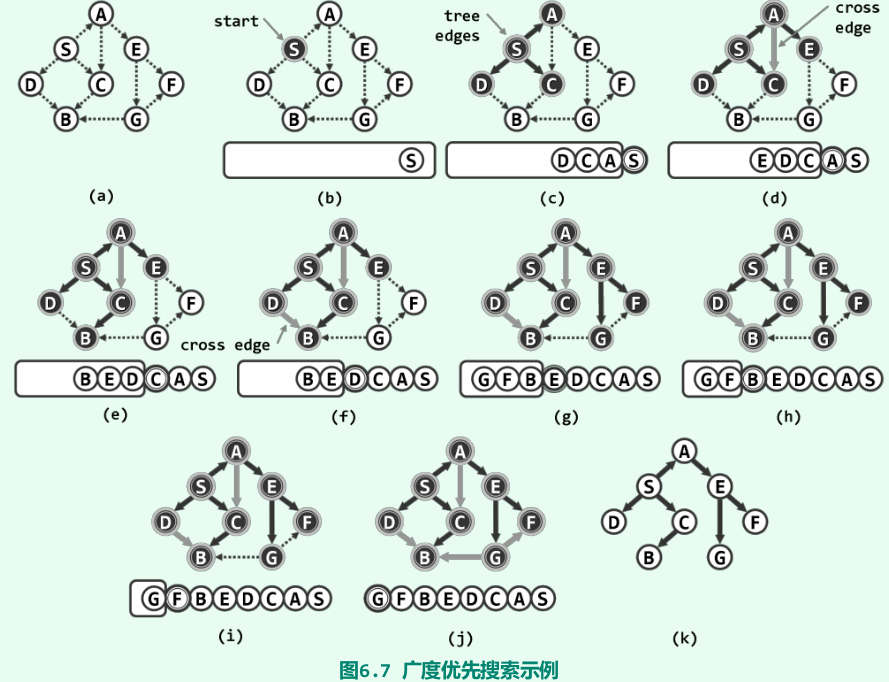 A
S E
D C F
B G
(a)
start
A
S E
D C F
B G
S
(b)
tree
edges
A
S E
D C F
B G
D C A S
(c)
cross
edge
A
S E
D C F
B G
E D C A S
(d)
A
S E
D C F
B G
B E D C A S
(e)
A
S E
D C F
cross edge
B G
B E D C A S
(f)
A
S E
D C F
B G
G F B E D C A S
(g)
A
S E
D C F
B G
G F B E D C A S
(h)
A
S E
D C F
B G
G F B E D C A S
(i)
A
S E
D C F
B G
G F B E D C A S
(j)
A
S E
D C F
B G
(k)
图6.7 广度优先搜索示例